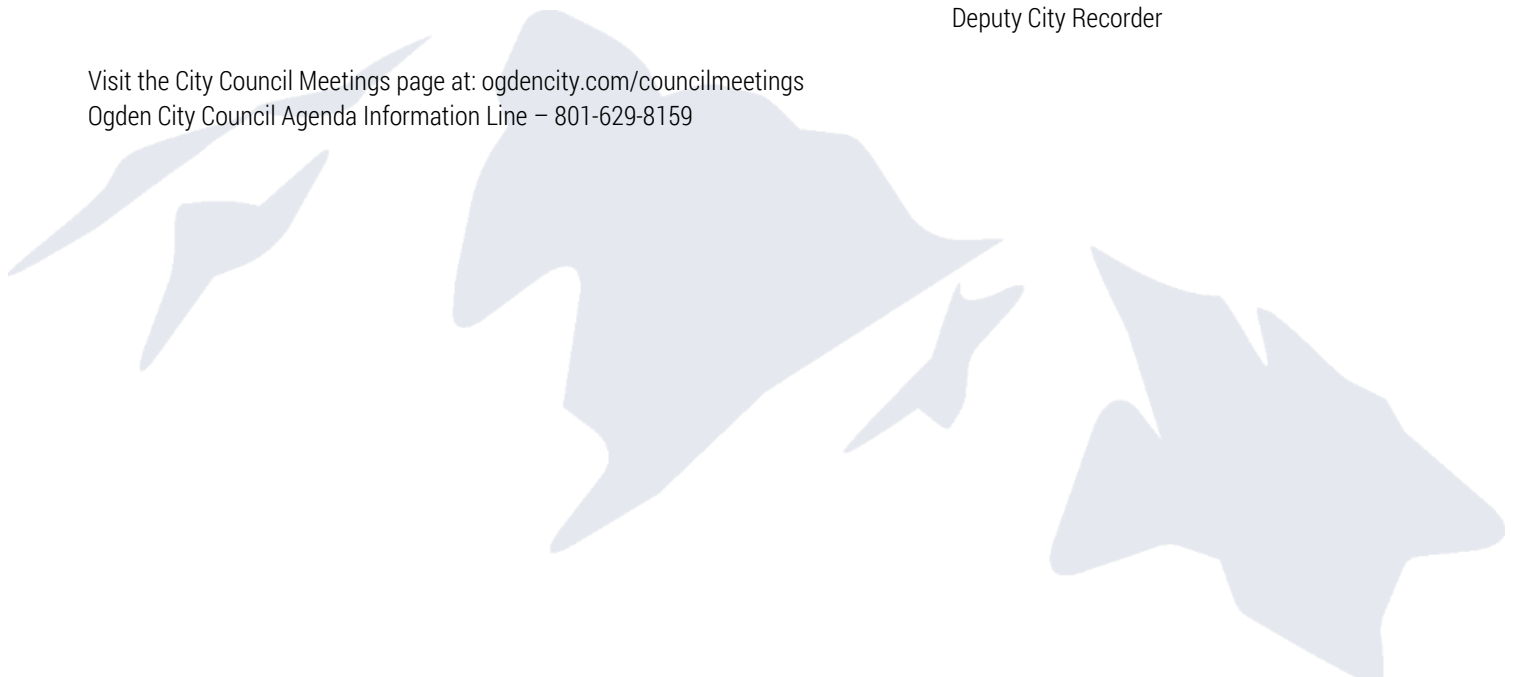 Deputy City Recorder
Visit the City Council Meetings page at: ogdencity.com/councilmeetings
Ogden City Council Agenda Information Line – 801-629-8159